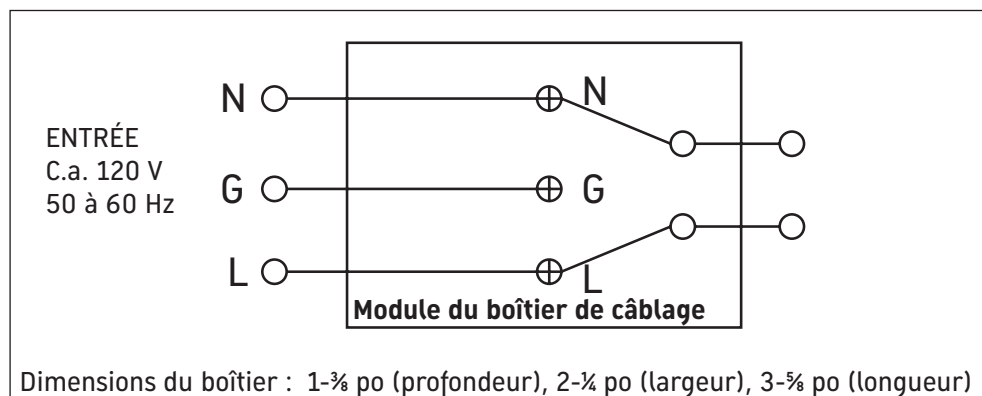 N
N
ENTRÉE
C.a. 120 V
50 à 60 Hz
G
G
L
L
Module du boîtier de câblage
Dimensions du boîtier : 1-⅜ po (profondeur), 2-¼ po (largeur), 3-⅝ po (longueur)